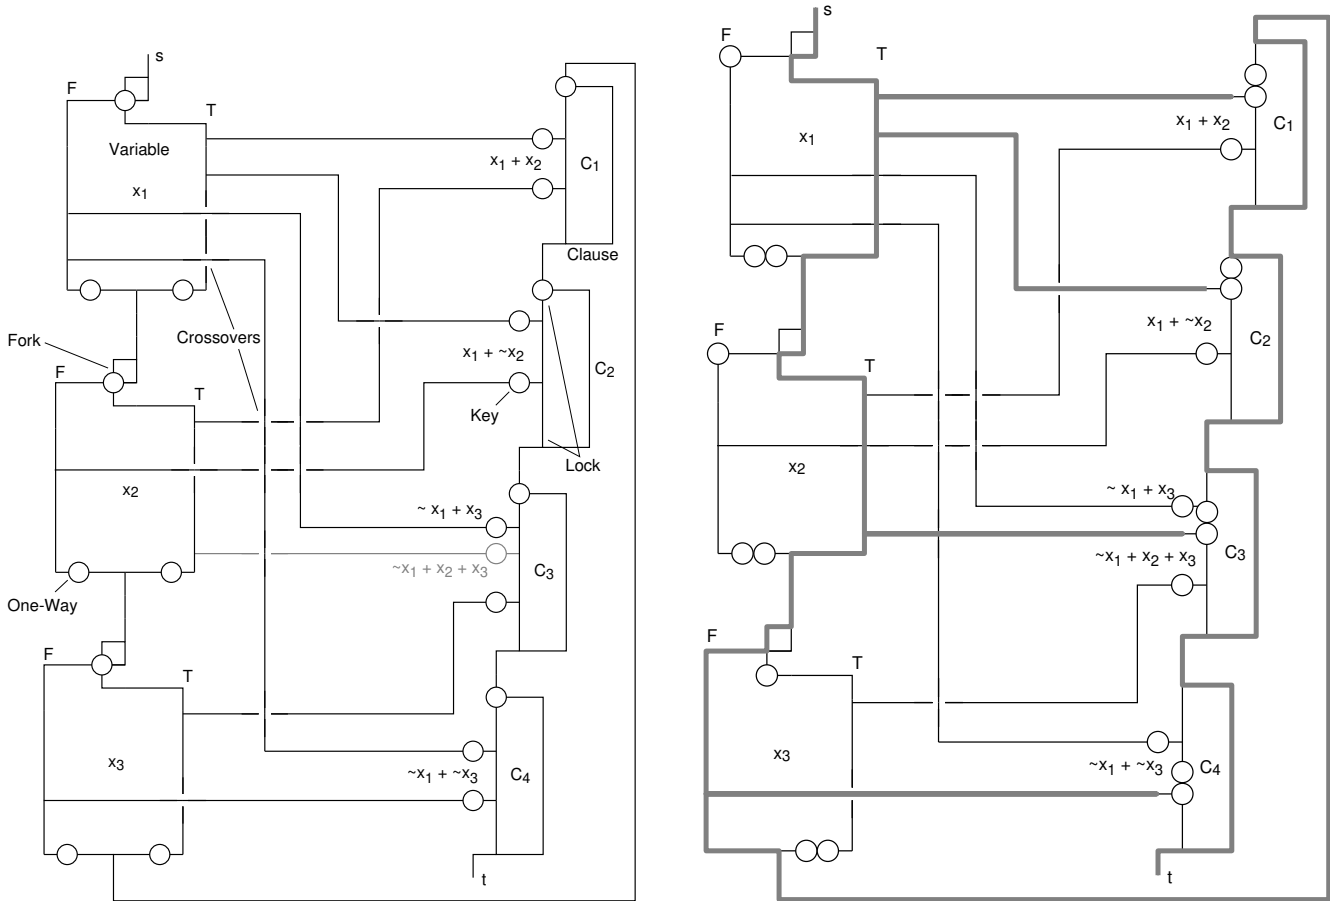 s
F
T
Variable
x1
x1 + x2
C1
Clause
Fork
Crossovers
x1 + ~x2
C2
F
T
Key
Lock
x2
~ x1 + x3
~x1 + x2 + x3
C3
One-Way
F
T
x3
~x1 + ~x3
C4
t
s
F
T
x1
x1 + x2
C1
F
T
x1 + ~x2
C2
x2
~ x1 + x3
~x1 + x2 + x3
C3
F
T
x3
~x1 + ~x3
C4
t